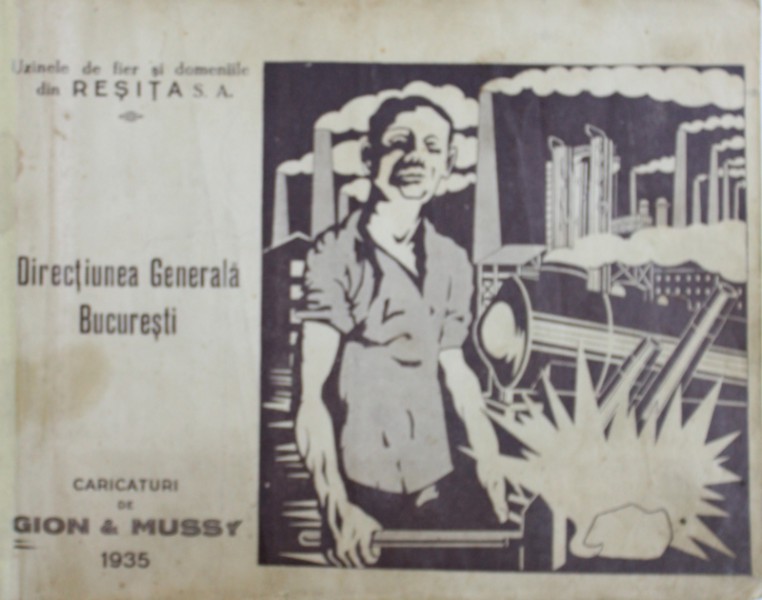 Uzinele de fier și domeniile
din REȘIȚA S. A.
Direcțiunea Generală
București
CARICATURI
DE
GION & MUSSY
1935